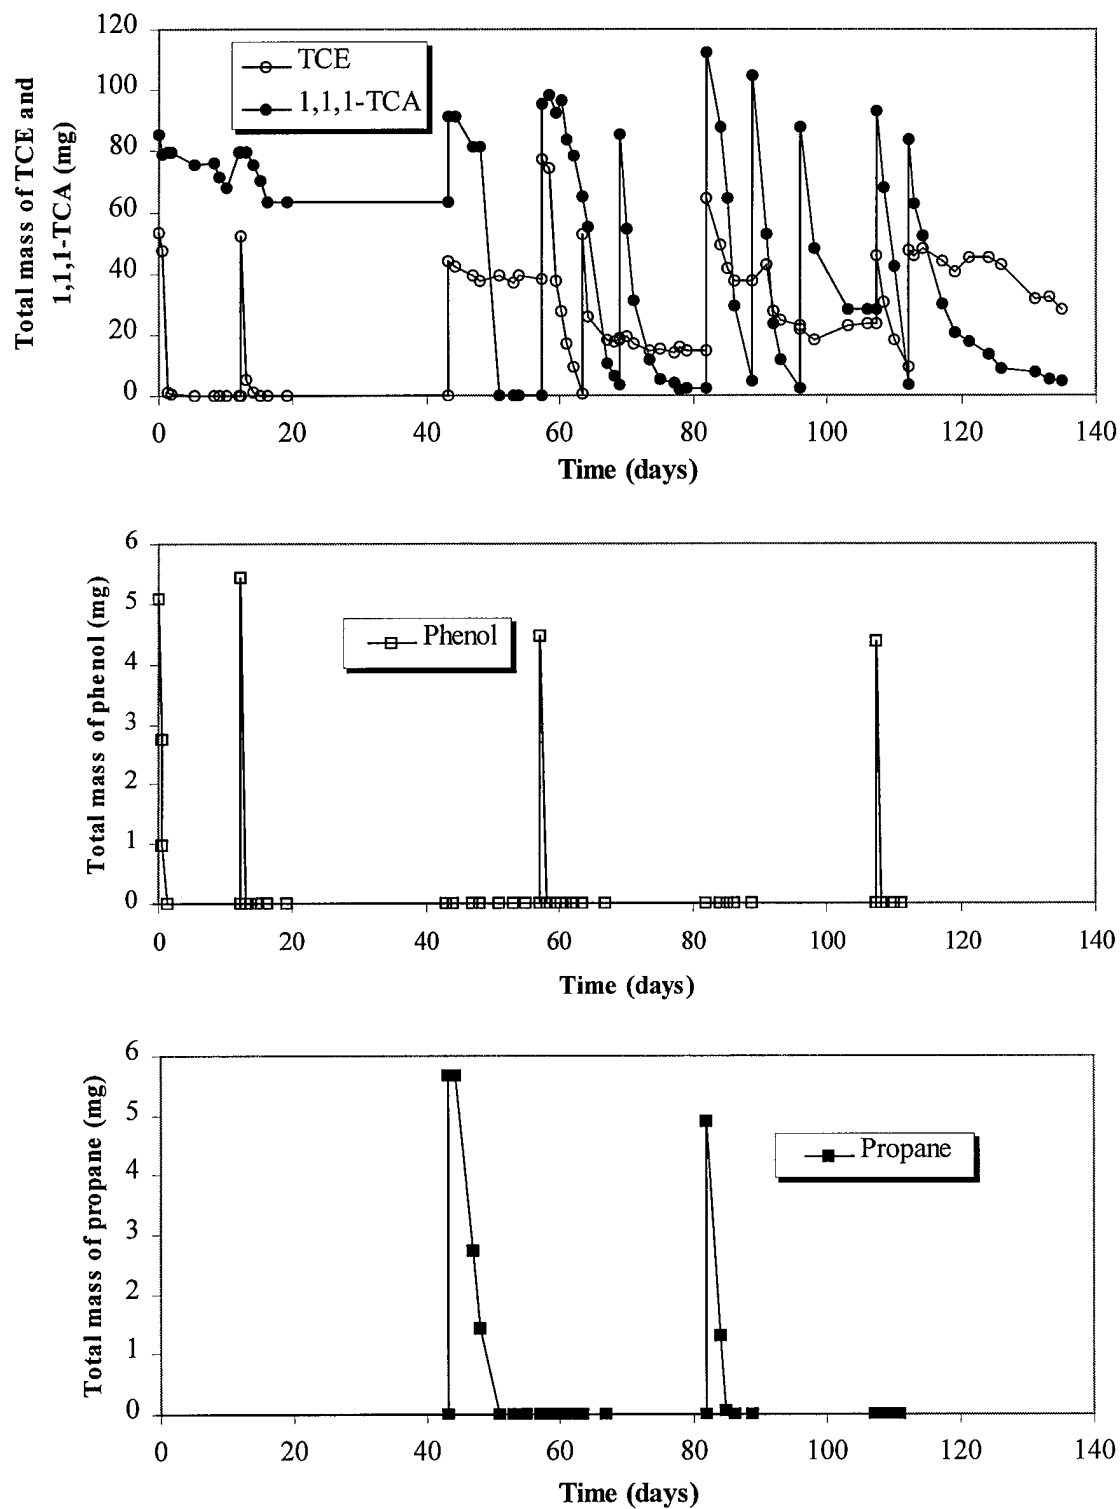 120
100
80
60
40
20
0
Total mass of TCE and
1,1,1-TCA (mg)
TCE
1,1,1-TCA
0 20 40 60 80 100 120 140
Time (days)
6
5
4
3
2
1
0
Total mass of phenol (mg)
Phenol
0 20 40 60 80 100 120 140
Time (days)
6
5
4
3
2
1
0
Total mass of propane (mg)
Propane
0 20 40 60 80 100 120 140
Time (days)